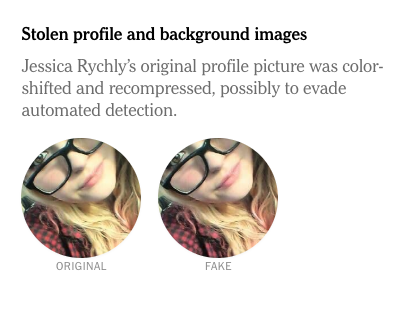 Stolen profile and background images
Jessica Rychly’s original profile picture was color-
shifted and recompressed, possibly to evade
automated detection.
ORIGINAL
FAKE